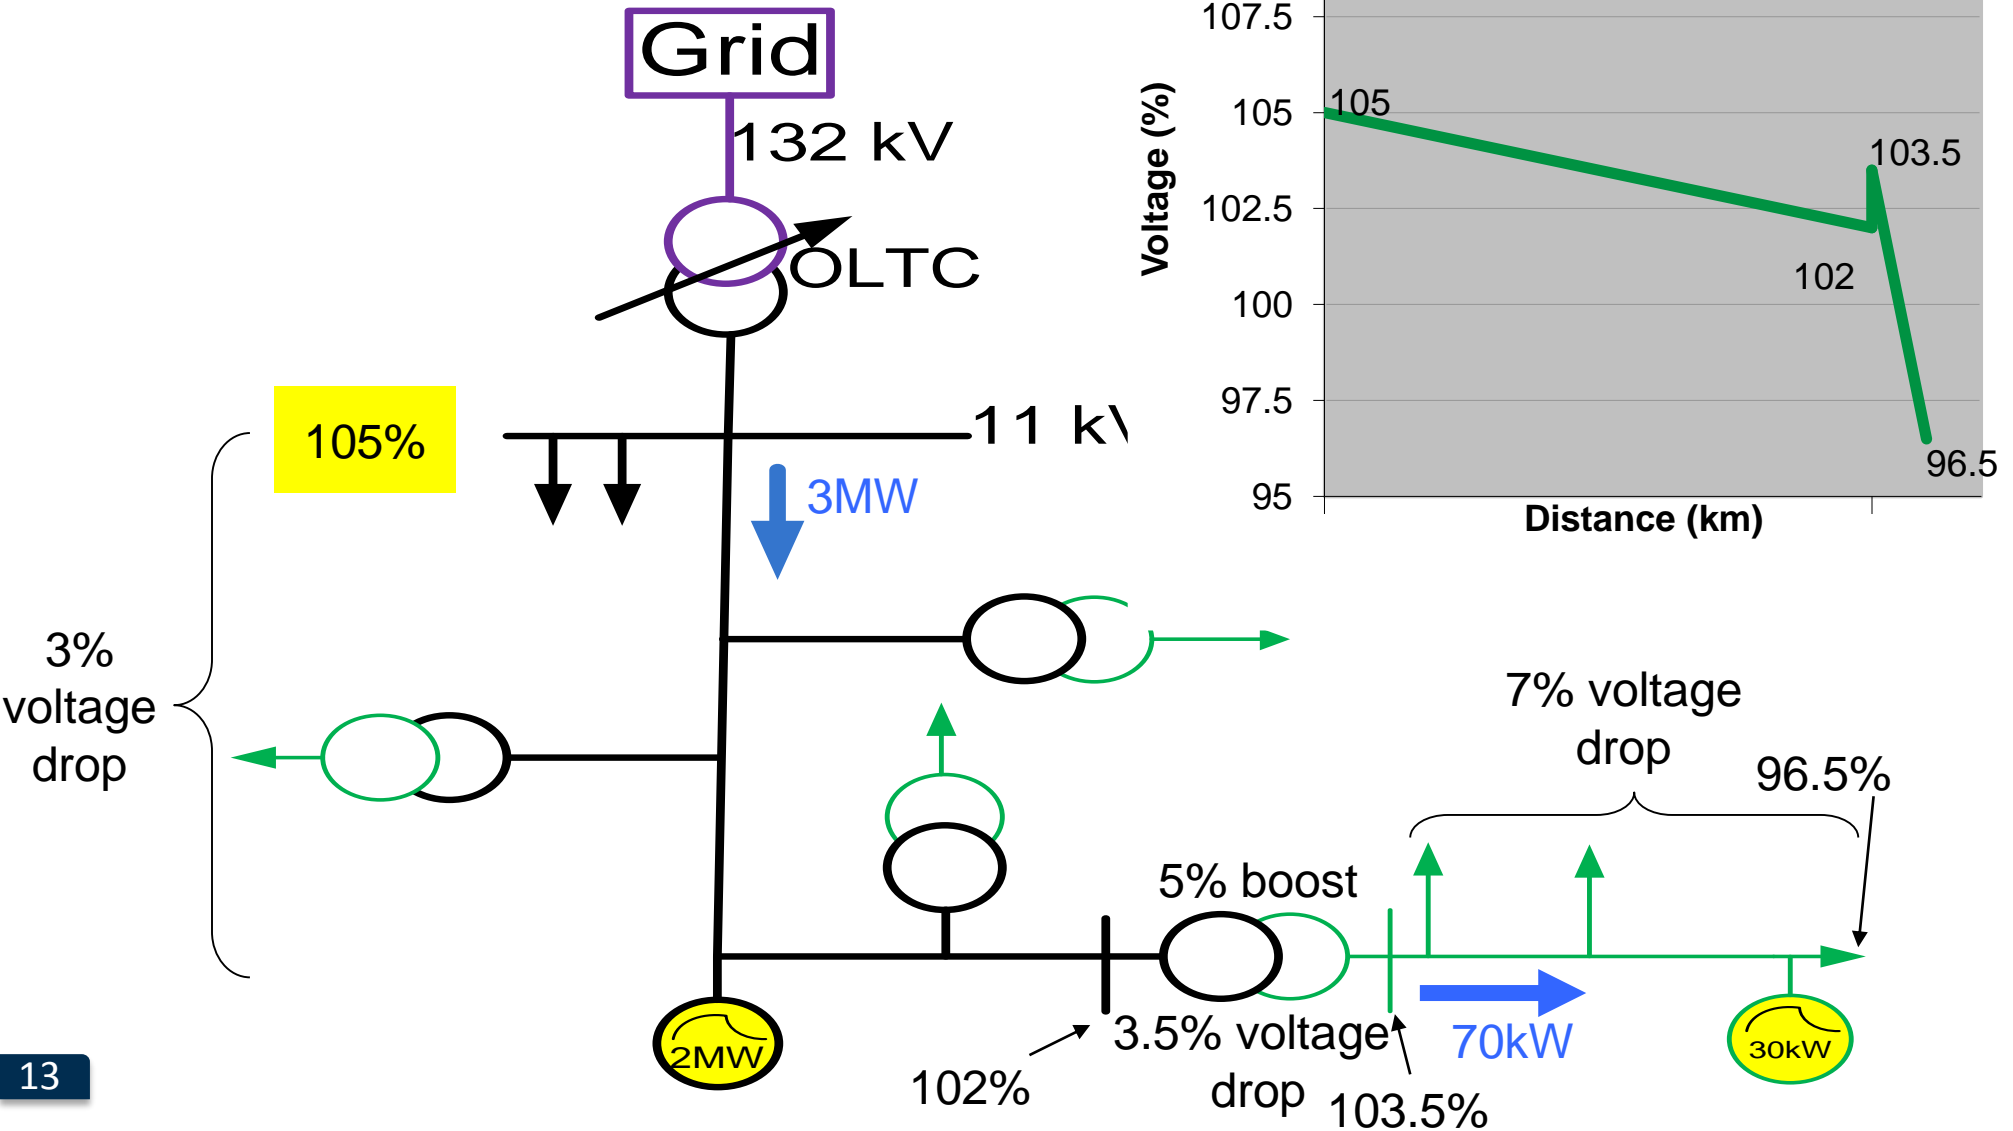 Grid
132 kV
OLTC
105%
11 kV
3MW
3%
voltage
drop
2MW
102%
5% boost
3.5% voltage
drop
103.5%
70kW
7% voltage
drop
96.5%
30kW
13
Voltage (%)
107.5
105
102.5
100
97.5
95
105
103.5
102
96.5
Distance (km)